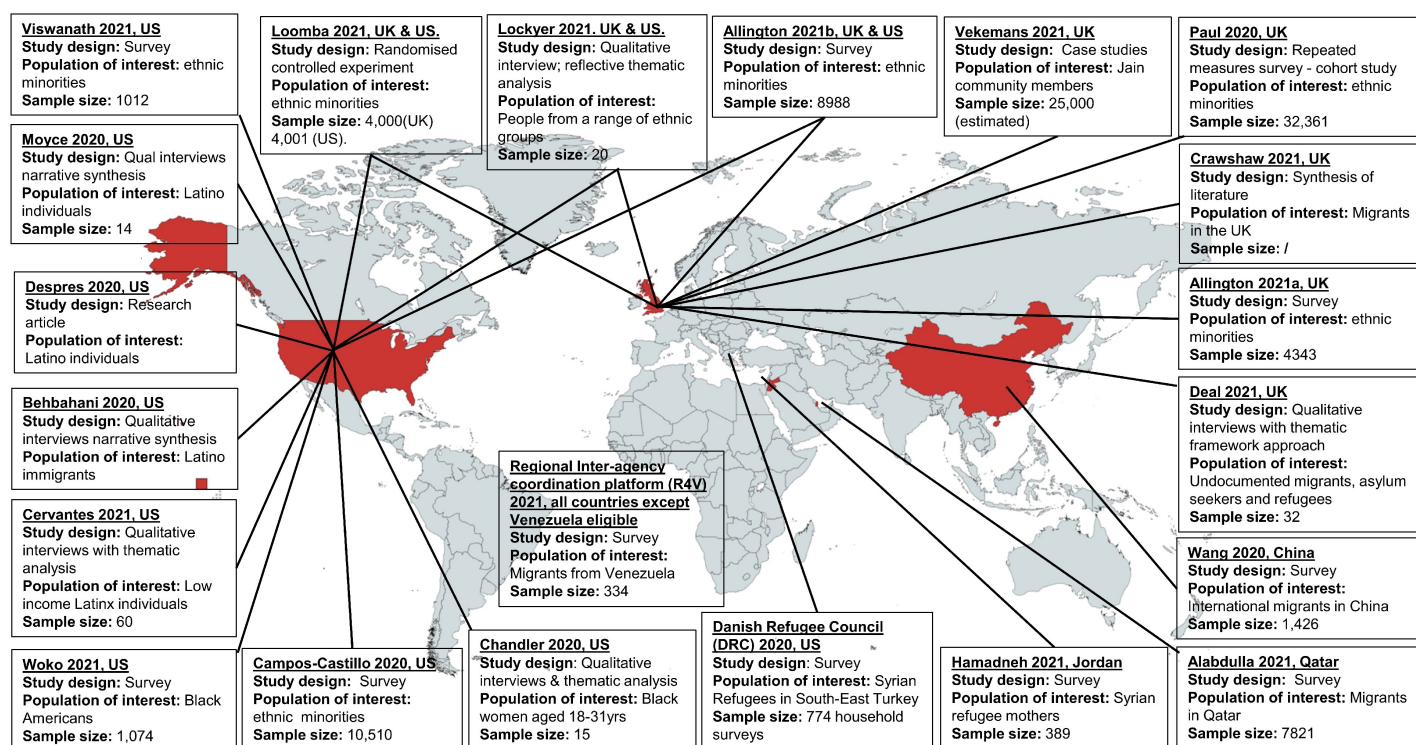 Viswanath 2021, US
Study design: Survey
Population of interest: ethnic
minorities
Sample size: 1012
Loomba 2021, UK & US.
Study design: Randomised
controlled experiment
Population of interest:
ethnic minorities
Sample size: 4,000(UK)
4,001 (US).
Lockyer 2021. UK & US.
Study design: Qualitative
interview; reflective thematic
analysis
Population of interest:
People from a range of ethnic
groups
Sample size: 20
Allington 2021b, UK & US
Study design: Survey
Population of interest: ethnic
minorities
Sample size: 8988
Vekemans 2021, UK
Study design: Case studies
Population of interest: Jain
community members
Sample size: 25,000
(estimated)
Paul 2020, UK
Study design: Repeated
measures survey - cohort study
Population of interest: ethnic
minorities
Sample size: 32,361
Moyce 2020, US
Study design: Qual interviews
narrative synthesis
Population of interest: Latino
individuals
Sample size: 14
Crawshaw 2021, UK
Study design: Synthesis of
literature
Population of interest: Migrants
in the UK
Sample size: /
Despres 2020, US
Study design: Research
article
Population of interest:
Latino individuals
Allington 2021a, UK
Study design: Survey
Population of interest: ethnic
minorities
Sample size: 4343
Behbahani 2020, US
Study design: Qualitative
interviews narrative synthesis
Population of interest: Latino
immigrants
Deal 2021, UK
Study design: Qualitative
interviews with thematic
framework approach
Population of interest:
Undocumented migrants, asylum
seekers and refugees
Sample size: 32
Regional Inter-agency
coordination platform (R4V)
2021, all countries except
Venezuela eligible
Study design: Survey
Population of interest:
Migrants from Venezuela
Sample size: 334
Cervantes 2021, US
Study design: Qualitative
interviews with thematic
analysis
Population of interest: Low
income Latinx individuals
Sample size: 60
Wang 2020, China
Study design: Survey
Population of interest:
International migrants in China
Sample size: 1,426
Woko 2021, US
Study design: Survey
Population of interest: Black
Americans
Sample size: 1,074
Campos-Castillo 2020, US
Study design: Survey
Population of interest:
ethnic minorities
Sample size: 10,510
Chandler 2020, US
Study design: Qualitative
interviews & thematic analysis
Population of interest: Black
women aged 18-31yrs
Sample size: 15
Danish Refugee Council
(DRC) 2020, US
Study design: Survey
Population of interest: Syrian
Refugees in South-East Turkey
Sample size: 774 household
surveys
Hamadneh 2021, Jordan
Study design: Survey
Population of interest: Syrian
refugee mothers
Sample size: 389
Alabdulla 2021, Qatar
Study design: Survey
Population of interest: Migrants
in Qatar
Sample size: 7821